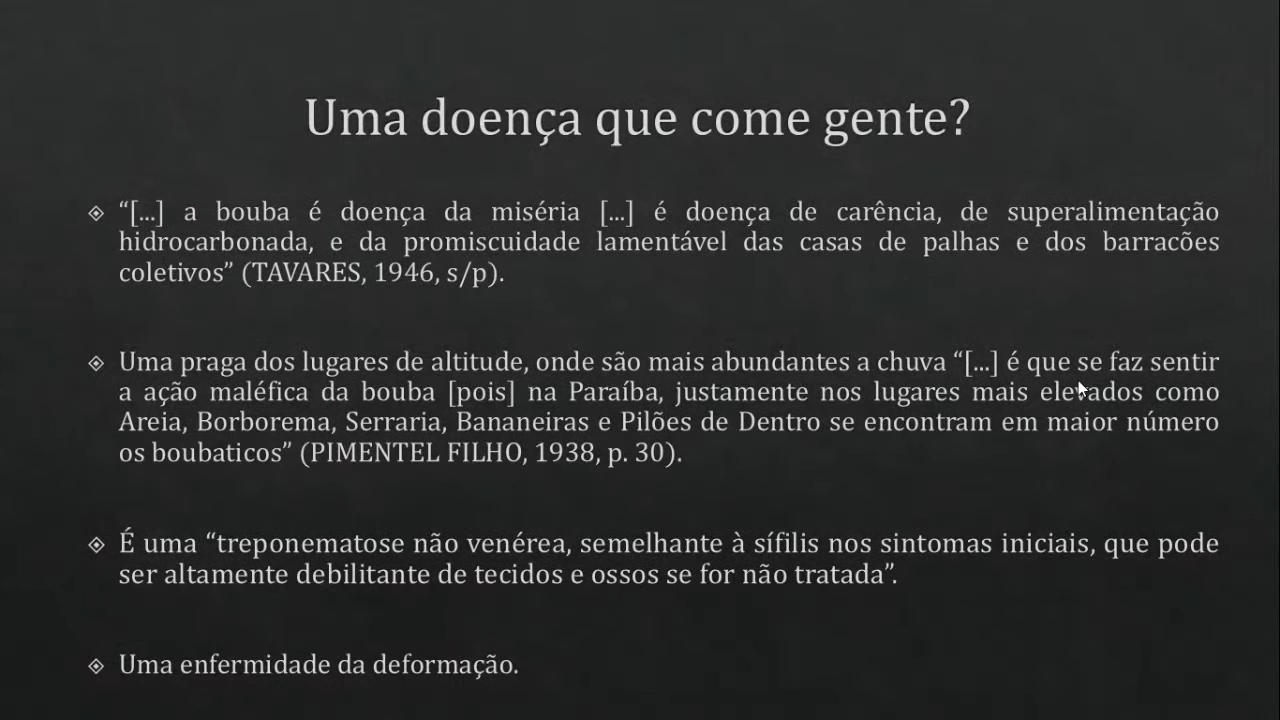 Uma doença que come gente?
“[...] a bouba é doença da miséria [...] é doença de carência, de superalimentação
hidrocarbonada, e da promiscuidade lamentável das casas de palhas e dos barracões
coletivos” (TAVARES, 1946, s/p).
Uma praga dos lugares de altitude, onde são mais abundantes a chuva “[...] é que se faz sentir
a ação maléfica da bouba [pois] na Paraíba, justamente nos lugares mais elevados como
Areia, Borborema, Serraria, Bananeiras e Pilões de Dentro se encontram em maior número
os boubaticos” (PIMENTEL FILHO, 1938, p. 30).
É uma “treponematose não venérea, semelhante à sífilis nos sintomas iniciais, que pode
ser altamente debilitante de tecidos e ossos se for não tratada”.
Uma enfermidade da deformação.